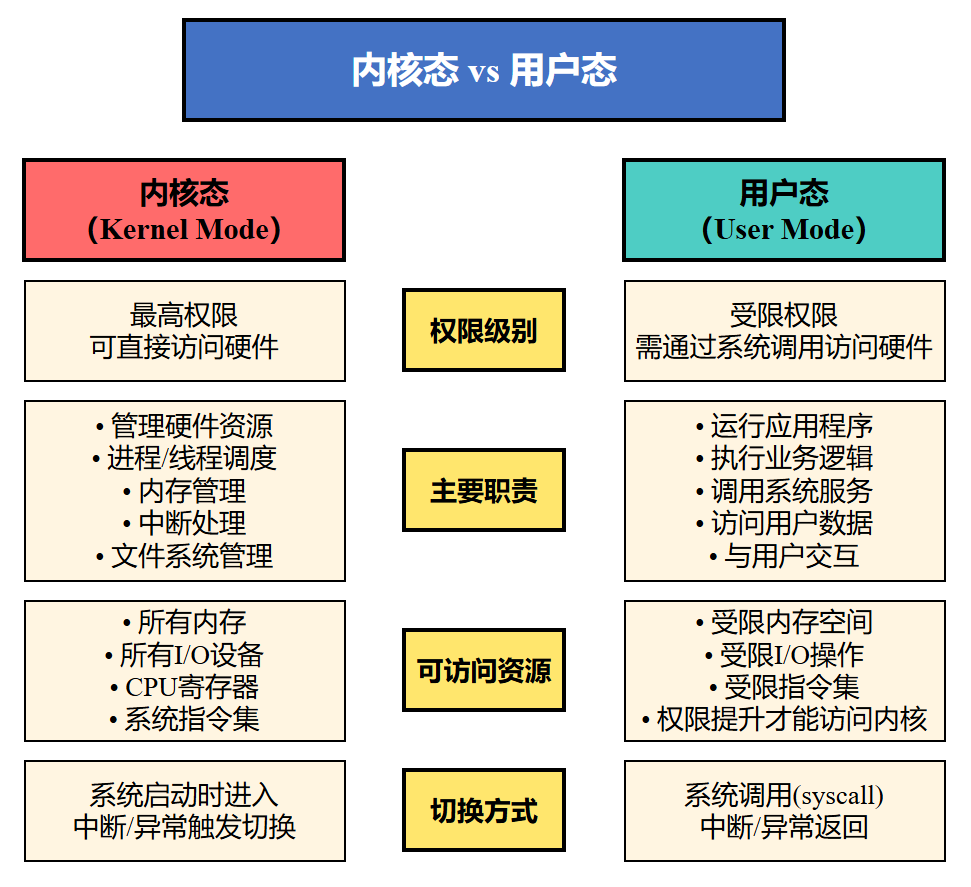 内核态 vs 用户态
内核态
（Kernel Mode）
用户态
（User Mode）
最高权限
可直接访问硬件
权限级别
受限权限
需通过系统调用访问硬件
• 管理硬件资源
• 进程/线程调度
• 内存管理
• 中断处理
• 文件系统管理
主要职责
• 运行应用程序
• 执行业务逻辑
• 调用系统服务
• 访问用户数据
• 与用户交互
• 所有内存
• 所有I/O设备
• CPU寄存器
• 系统指令集
可访问资源
• 受限内存空间
• 受限I/O操作
• 受限指令集
• 权限提升才能访问内核
系统启动时进入
中断/异常触发切换
切换方式
系统调用(syscall)
中断/异常返回